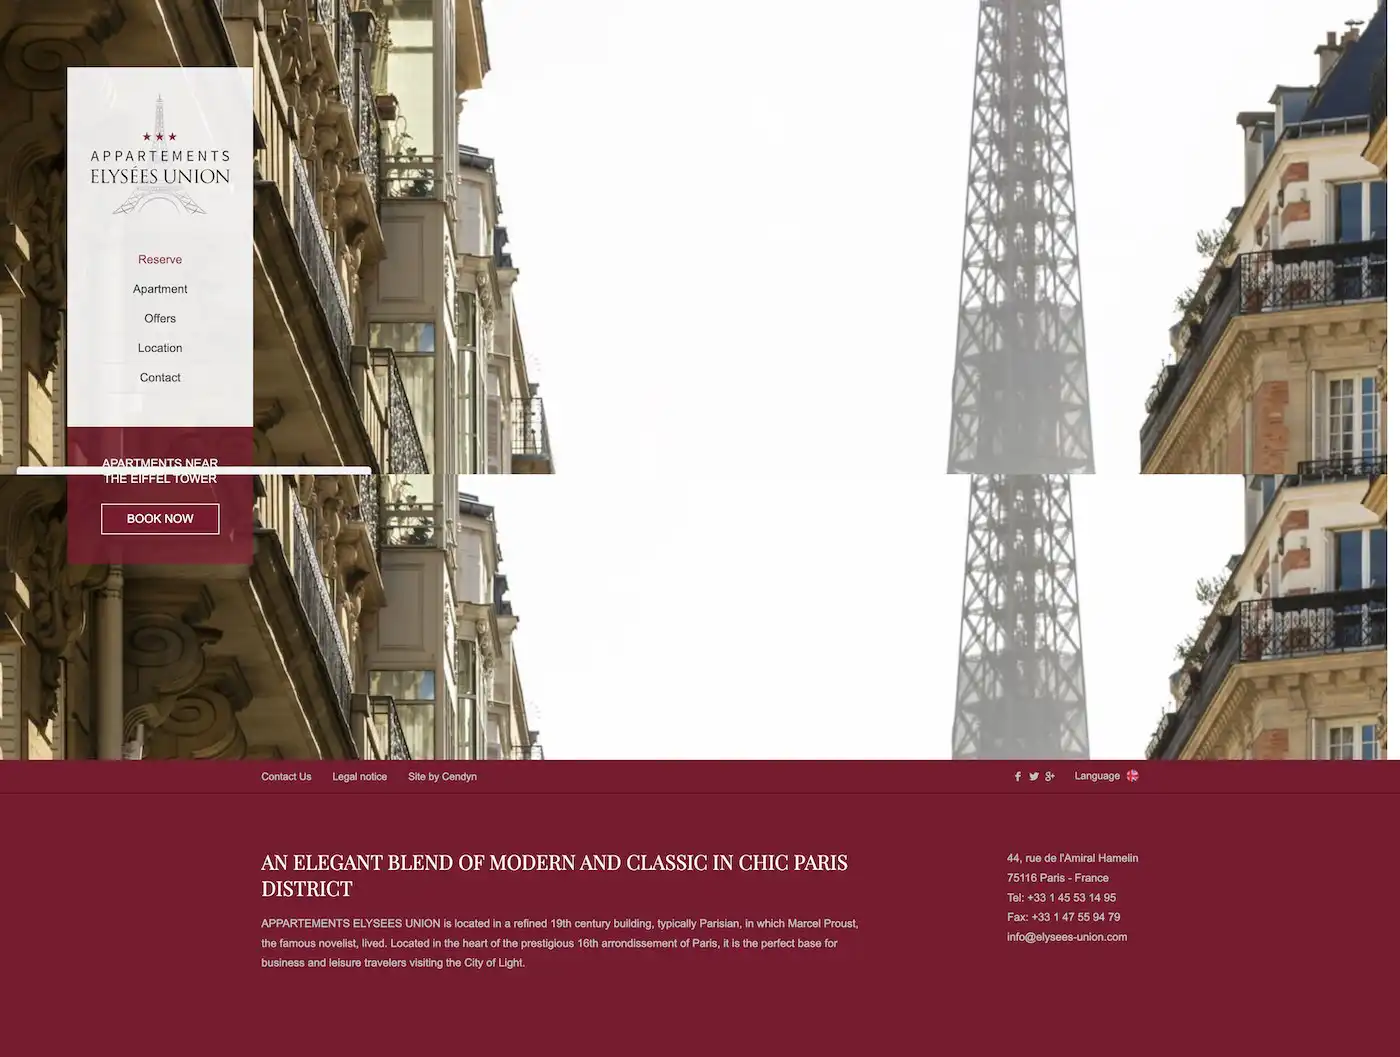 APPARTEMENTS
ELYSÉES UNION
Reserve
Apartment
Offers
Location
Contact
APARTMENTS NEAR
THE EIFFEL TOWER
BOOK NOW
Contact Us Legal notice Site by Cendyn Language
AN ELEGANT BLEND OF MODERN AND CLASSIC IN CHIC PARIS
DISTRICT
APPARTEMENTS ELYSEES UNION is located in a refined 19th century building, typically Parisian, in which Marcel Proust,
the famous novelist, lived. Located in the heart of the prestigious 16th arrondissement of Paris, it is the perfect base for
business and leisure travelers visiting the City of Light.
44, rue de l'Amiral Hamelin
75116 Paris - France
Tel: +33 1 45 53 14 95
Fax: +33 1 47 55 94 79
info@elysees-union.com